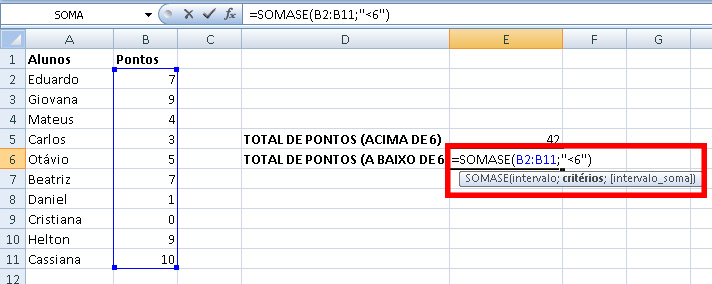 SOMA =SOMASE(B2:B11;"<6")
A B C D E F G
1 Alunos Pontos
2 Eduardo 7
3 Giovana 9
4 Mateus 4
5 Carlos 3 TOTAL DE PONTOS (ACIMA DE 6) 42
6 Otávio 5 TOTAL DE PONTOS (A BAIXO DE 6 =SOMASE(B2:B11;"<6")
7 Beatriz 7 SOMASE(intervalo; critérios; [intervalo_soma])
8 Daniel 1
9 Cristiana 0
10 Helton 9
11 Cassiana 10
12